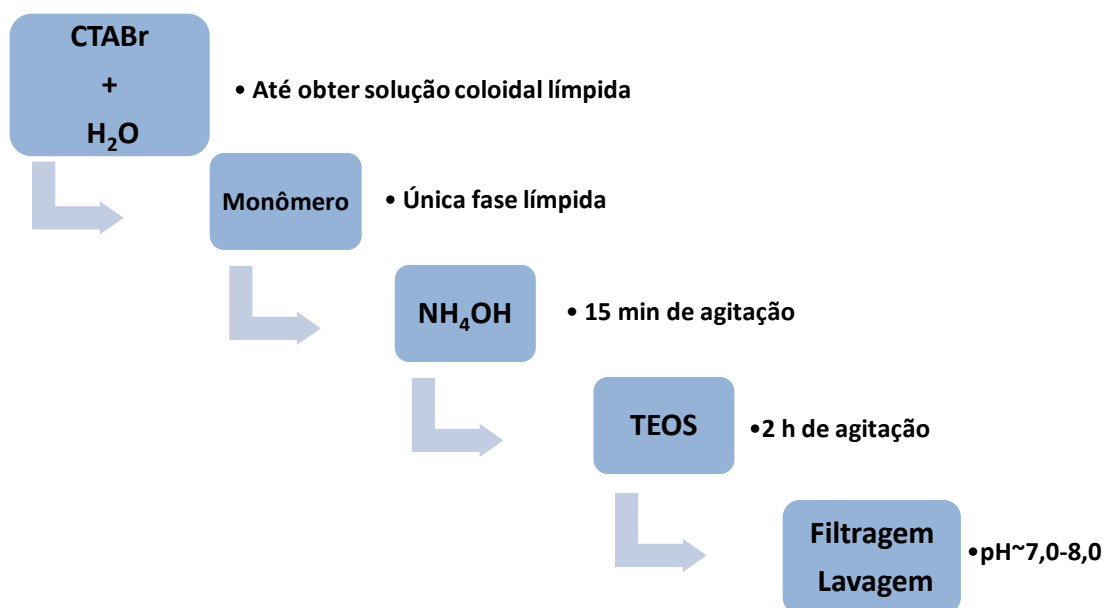 CTABr
+
H₂O
• Até obter solução coloidal límpida
Monômero
• Única fase límpida
NH₄OH
• 15 min de agitação
TEOS
•2 h de agitação
Filtragem
Lavagem
•pH~7,0-8,0